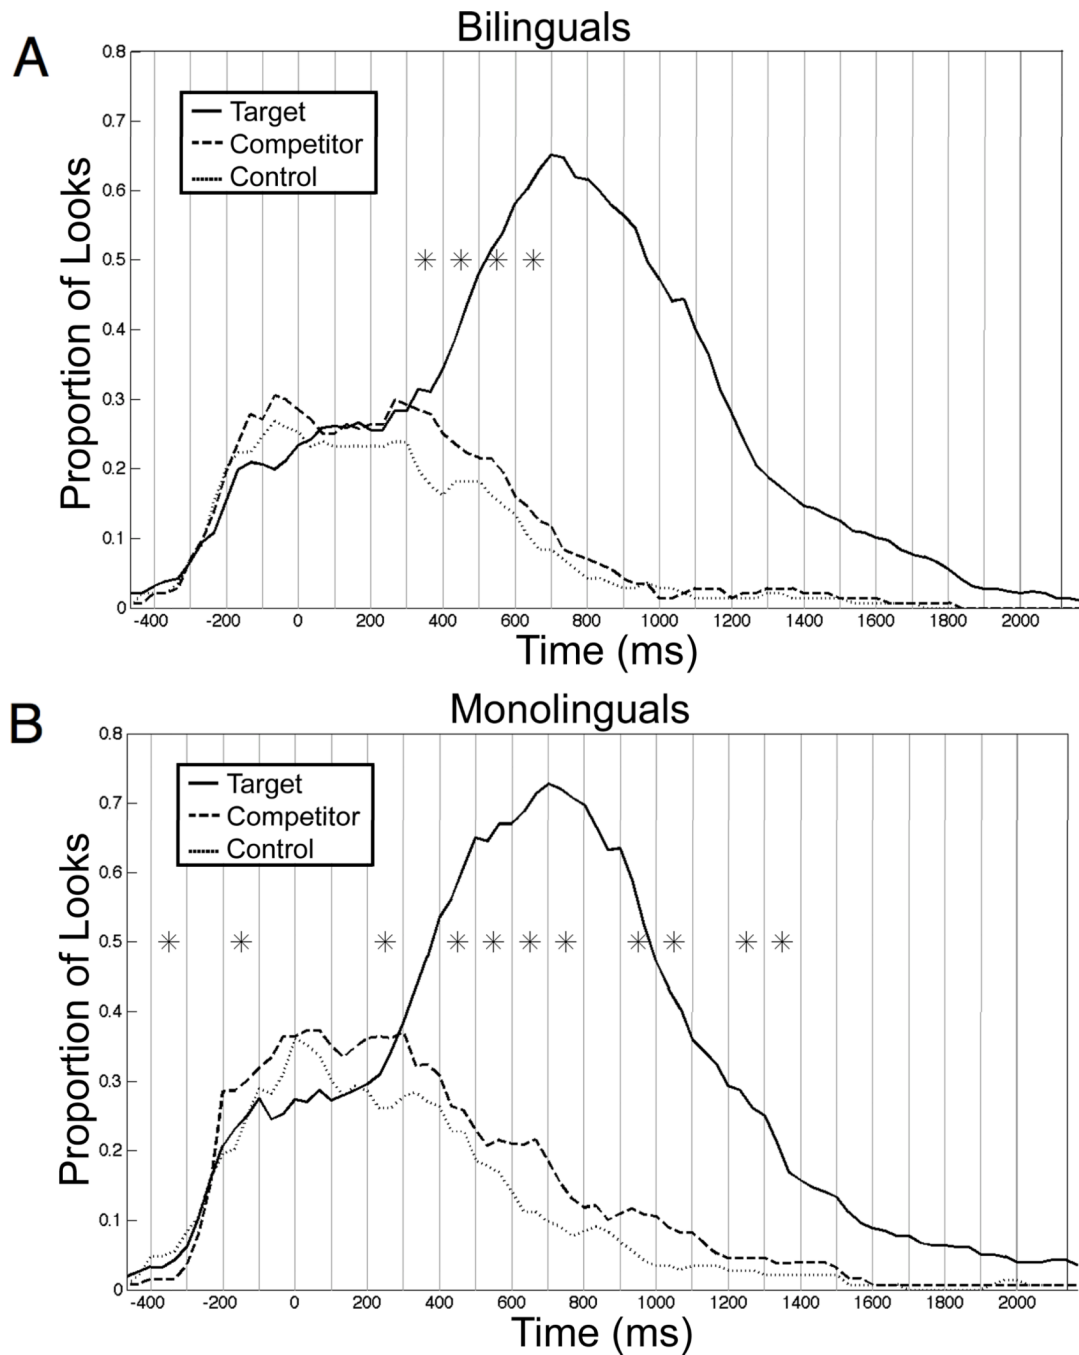 Bilinguals
A
0.8
0.7
0.6
0.5
0.4
0.3
0.2
0.1
0
Proportion of Looks
Target
Competitor
Control
-400 -200 0 200 400 600 800 1000 1200 1400 1600 1800 2000
Time (ms)
Monolinguals
B
0.8
0.7
0.6
0.5
0.4
0.3
0.2
0.1
0
Proportion of Looks
Target
Competitor
Control
-400 -200 0 200 400 600 800 1000 1200 1400 1600 1800 2000
Time (ms)